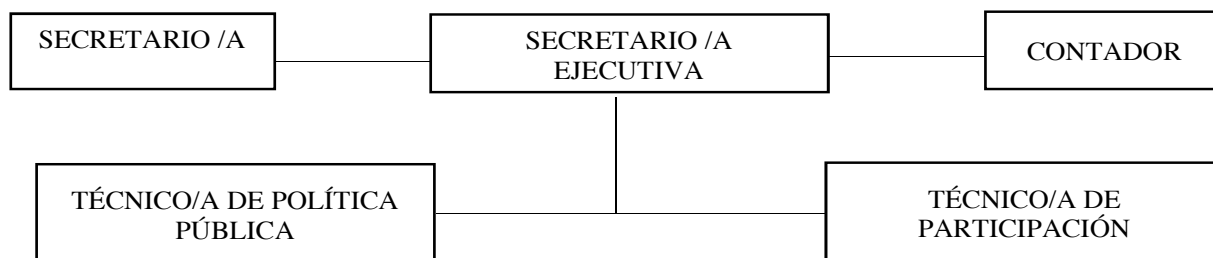 SECRETARIO /A
SECRETARIO /A
EJECUTIVA
CONTADOR
TÉCNICO/A DE POLÍTICA
PÚBLICA
TÉCNICO/A DE
PARTICIPACIÓN